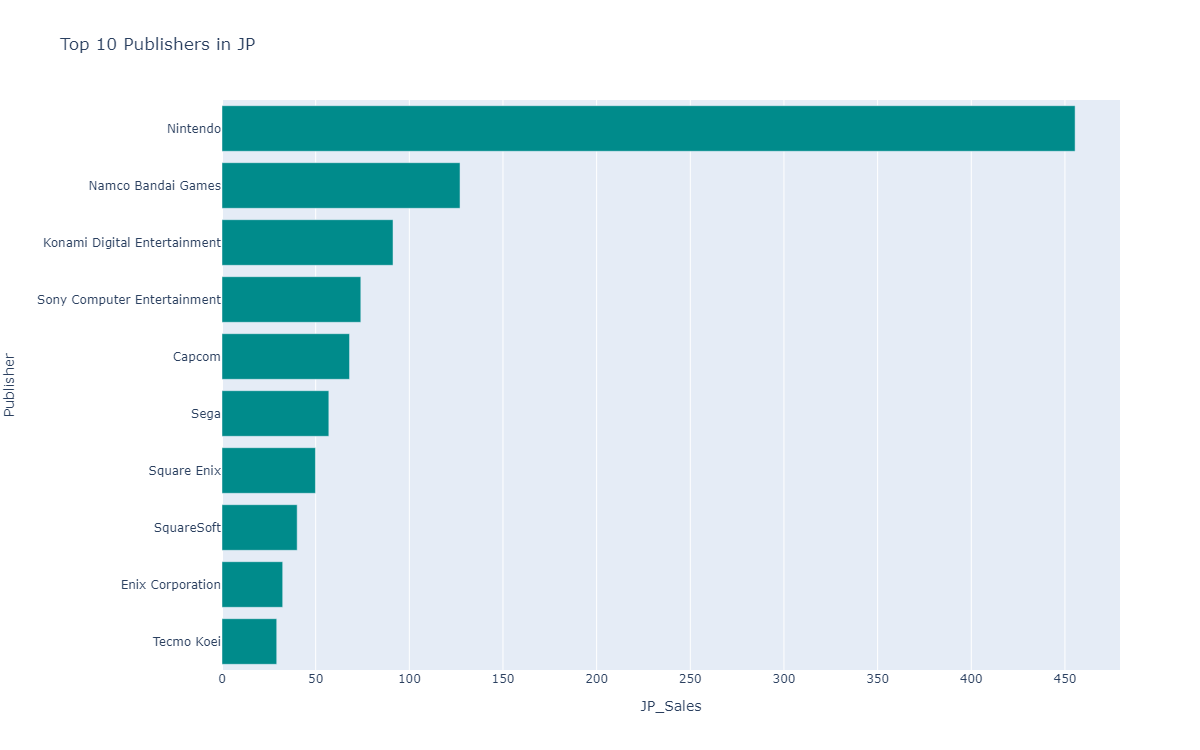 Top 10 Publishers in JP
Publisher
Nintendo
Namco Bandai Games
Konami Digital Entertainment
Sony Computer Entertainment
Capcom
Sega
Square Enix
SquareSoft
Enix Corporation
Tecmo Koei
0 50 100 150 200 250 300 350 400 450
JP_Sales